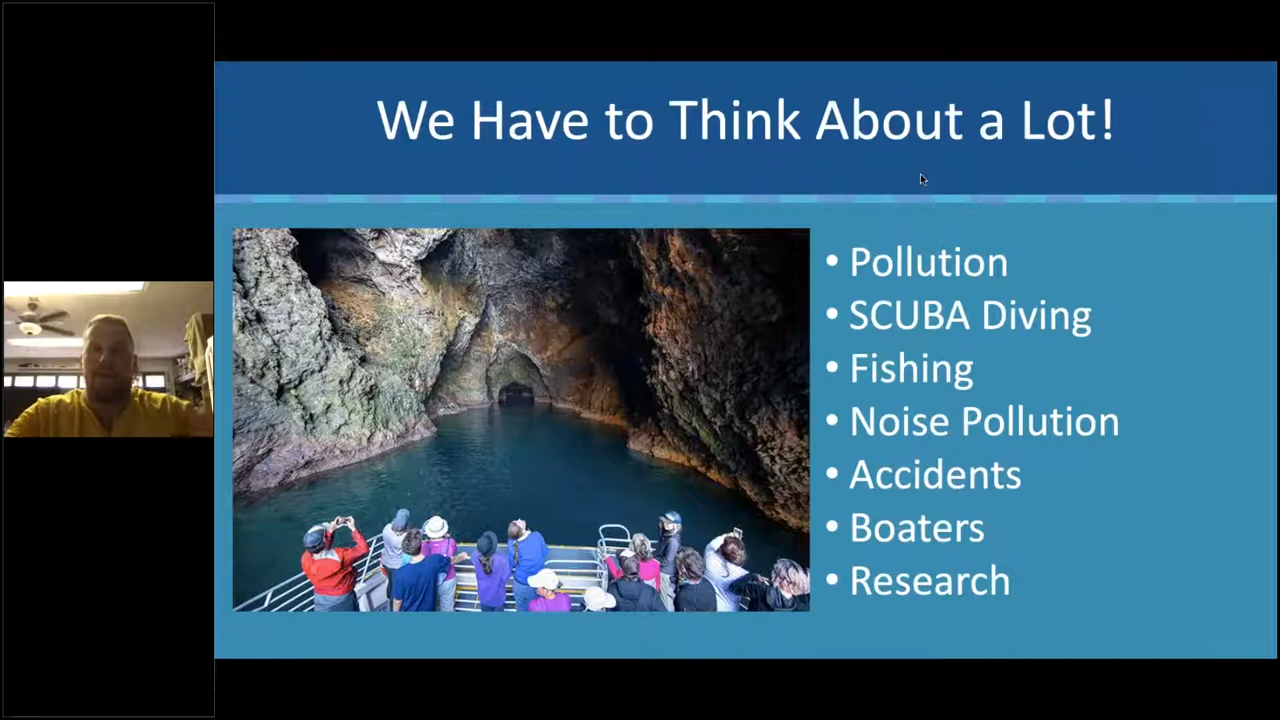 We Have to Think About a Lot!
• Pollution
• SCUBA Diving
• Fishing
• Noise Pollution
• Accidents
• Boaters
• Research